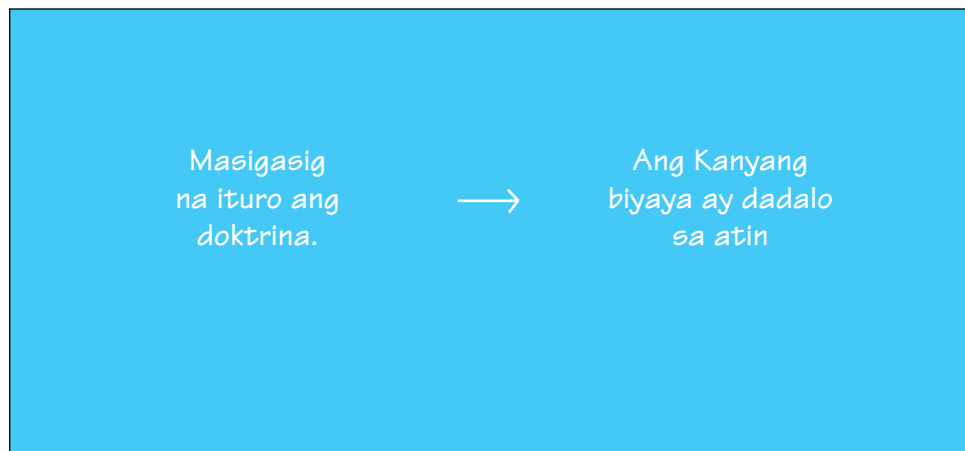 Masigasig
na ituro ang
doktrina.
Ang Kanyang
biyaya ay dadalo
sa atin